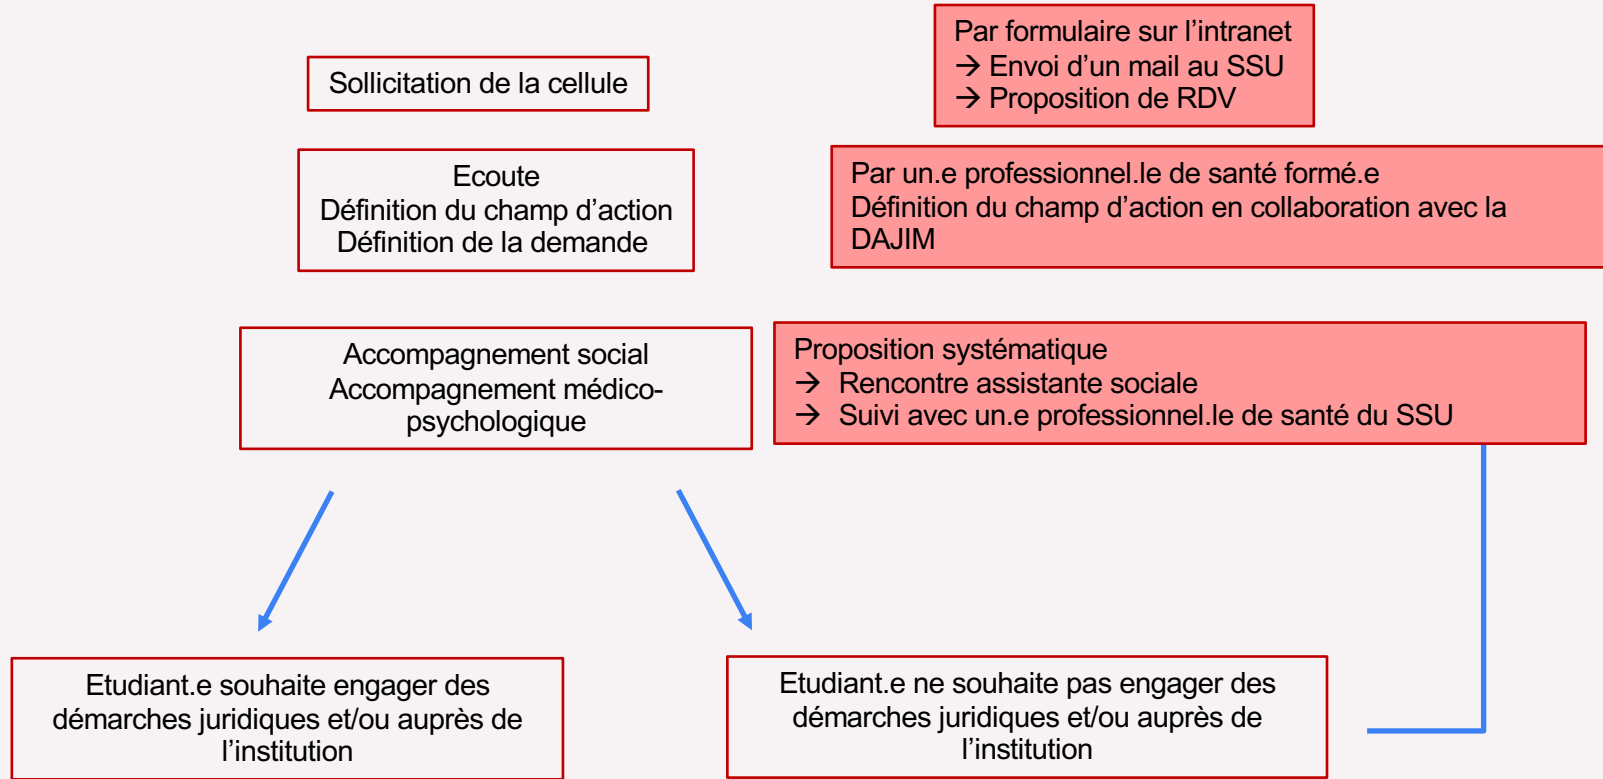 Sollicitation de la cellule
Par formulaire sur l’intranet
→ Envoi d’un mail au SSU
→ Proposition de RDV
Ecoute
Définition du champ d’action
Définition de la demande
Par un.e professionnel.le de santé formé.e
Définition du champ d’action en collaboration avec la
DAJIM
Accompagnement social
Accompagnement médico-
psychologique
Proposition systématique
→ Rencontre assistante sociale
→ Suivi avec un.e professionnel.le de santé du SSU
Etudiant.e souhaite engager des
démarches juridiques et/ou auprès de
l’institution
Etudiant.e ne souhaite pas engager des
démarches juridiques et/ou auprès de
l’institution